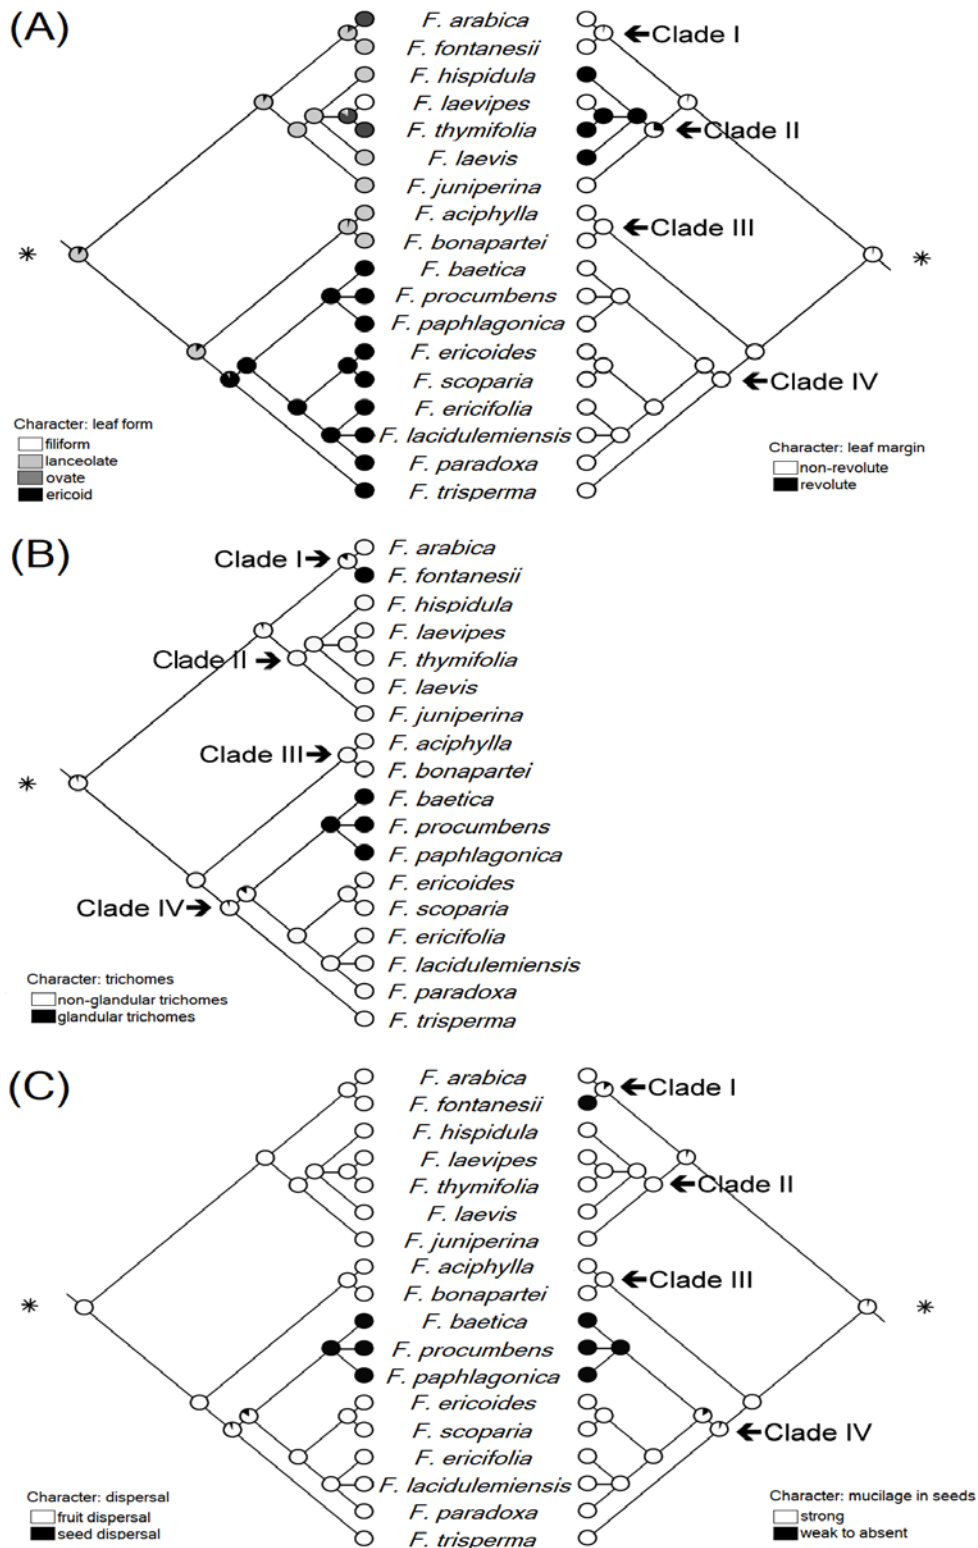 (A)
F. arabica
←Clade I
F. fontanesii
F. hispidula
F. laevipes
F. thymifolia
←Clade II
F. laevis
F. juniperina
F. aciphylla
←Clade III
F. bonapartei
*
*
F. baetica
F. procumbens
F. paphlagonica
F. ericoides
F. scoparia
←Clade IV
F. ericifolia
F. lacidulemiensis
F. paradoxa
F. trisperma
Character: leaf form
filiform
lanceolate
ovate
ericoid
Character: leaf margin
non-revolute
revolute
(B)
F. arabica
Clade I→
F. fontanesii
F. hispidula
F. laevipes
Clade II →
F. thymifolia
F. laevis
F. juniperina
F. aciphylla
Clade III→
F. bonapartei
*
F. baetica
F. procumbens
F. paphlagonica
F. ericoides
Clade IV→
F. scoparia
F. ericifolia
F. lacidulemiensis
F. paradoxa
F. trisperma
Character: trichomes
non-glandular trichomes
glandular trichomes
(C)
F. arabica
←Clade I
F. fontanesii
F. hispidula
F. laevipes
F. thymifolia
←Clade II
F. laevis
F. juniperina
F. aciphylla
←Clade III
F. bonapartei
*
*
F. baetica
F. procumbens
F. paphlagonica
F. ericoides
F. scoparia
←Clade IV
F. ericifolia
F. lacidulemiensis
F. paradoxa
F. trisperma
Character: dispersal
fruit dispersal
seed dispersal
Character: mucilage in seeds
strong
weak to absent